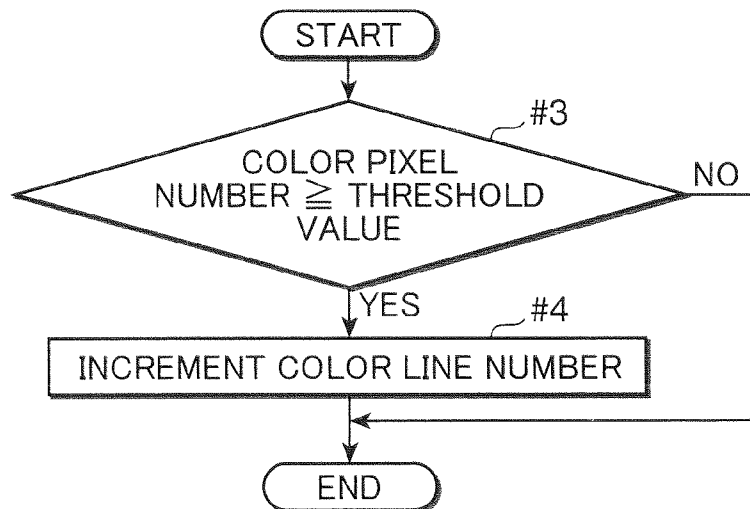 START
#3
COLOR PIXEL
NUMBER ≧ THRESHOLD
VALUE
NO
YES
#4
INCREMENT COLOR LINE NUMBER
END